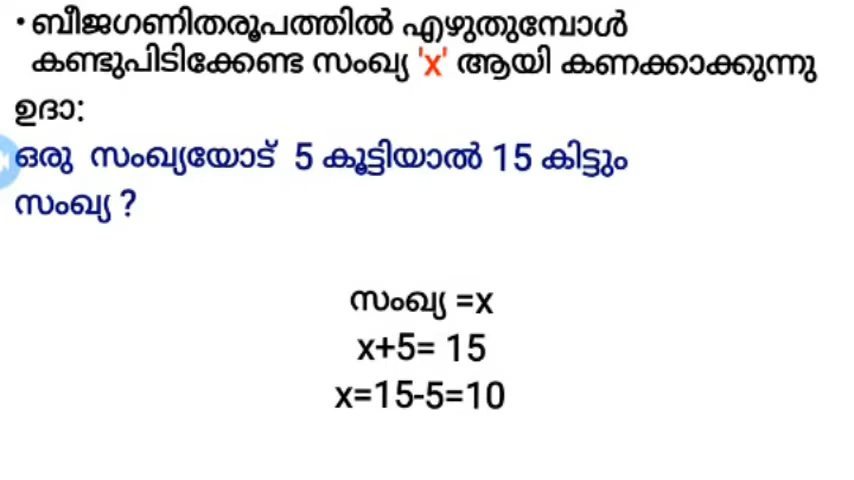 • ബീജഗണിതരൂപത്തിൽ എഴുതുമ്പോൾ
കണ്ടുപിടിക്കേണ്ട സംഖ്യ 'x' ആയി കണക്കാക്കുന്നു
ഉദാ:
ഒരു സംഖ്യയോട് 5 കൂട്ടിയാൽ 15 കിട്ടും
സംഖ്യ ?
സംഖ്യ =x
x+5= 15
x=15-5=10